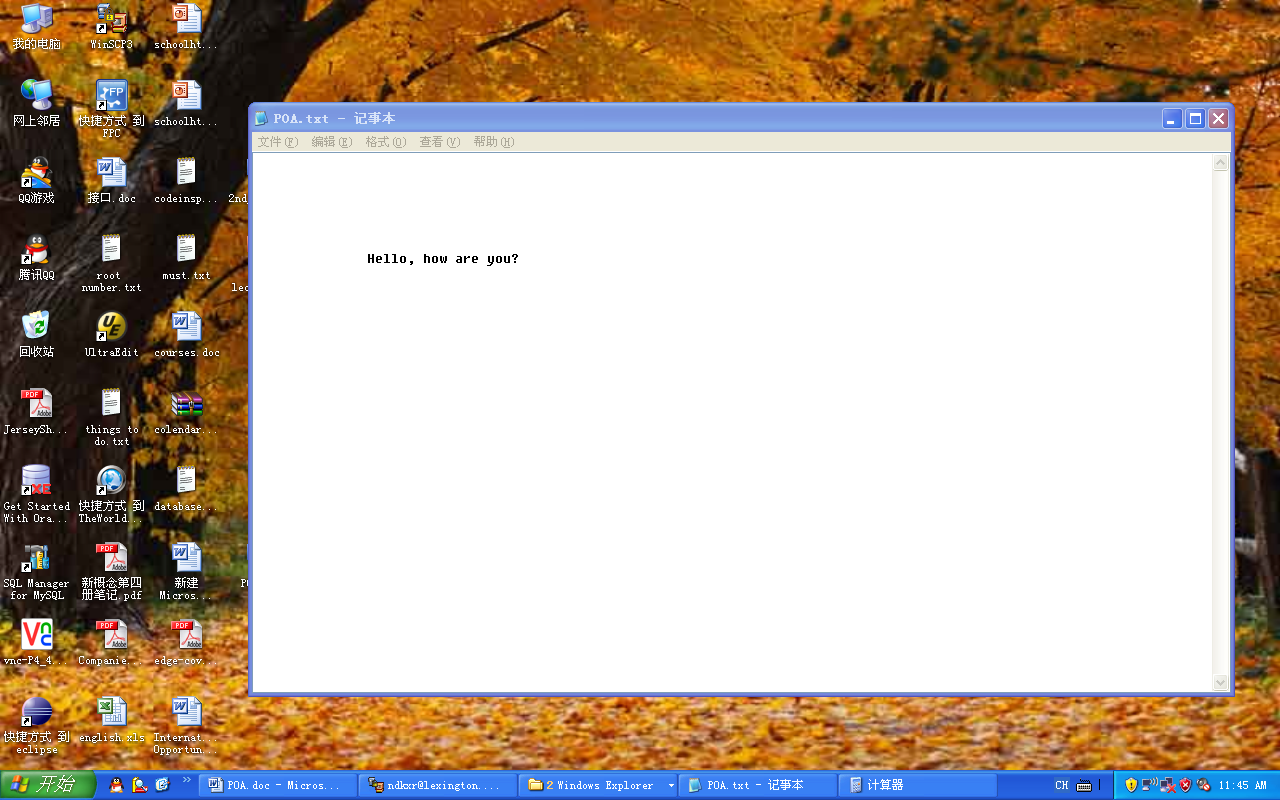 我的电脑
WinSCP3
schoolht...
网上邻居
快捷方式 到
FPC
schoolht...
QQ游戏
接口.doc
codeinsp...
2nd
腾讯QQ
root
number.txt
must.txt
回收站
UltraEdit
courses.doc
JerseySh...
things to
do.txt
colendar...
Get Started
With Ora...
快捷方式 到
TheWorld...
database...
SQL Manager
for MySQL
新概念第四
册笔记.pdf
新建
Micros...
vnc-P4_4...
Companie...
edge-cov...
快捷方式 到
eclipse
english.xls
Internat...
Opportun...
POA.txt - 记事本
文件(F) 编辑(E) 格式(O) 查看(V) 帮助(H)
Hello, how are you?
开始
POA.doc - Micros...
ndkxr@lexington....
2 Windows Explorer
POA.txt - 记事本
计算器
CH
11:45 AM